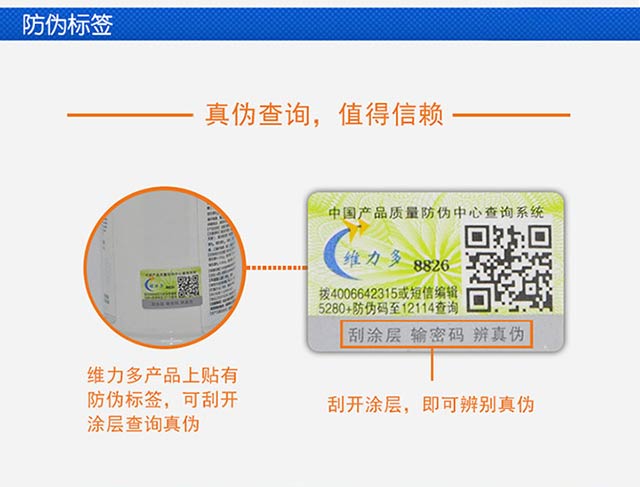 防伪标签
真伪查询，值得信赖
中国产品质量防伪中心查询系统
维力多 8826
拨4006642315或短信编辑
5280+防伪码至12114查询
刮涂层 输密码 辨真伪
维力多产品上贴有
防伪标签，可刮开
涂层查询真伪
刮开涂层，即可辨别真伪